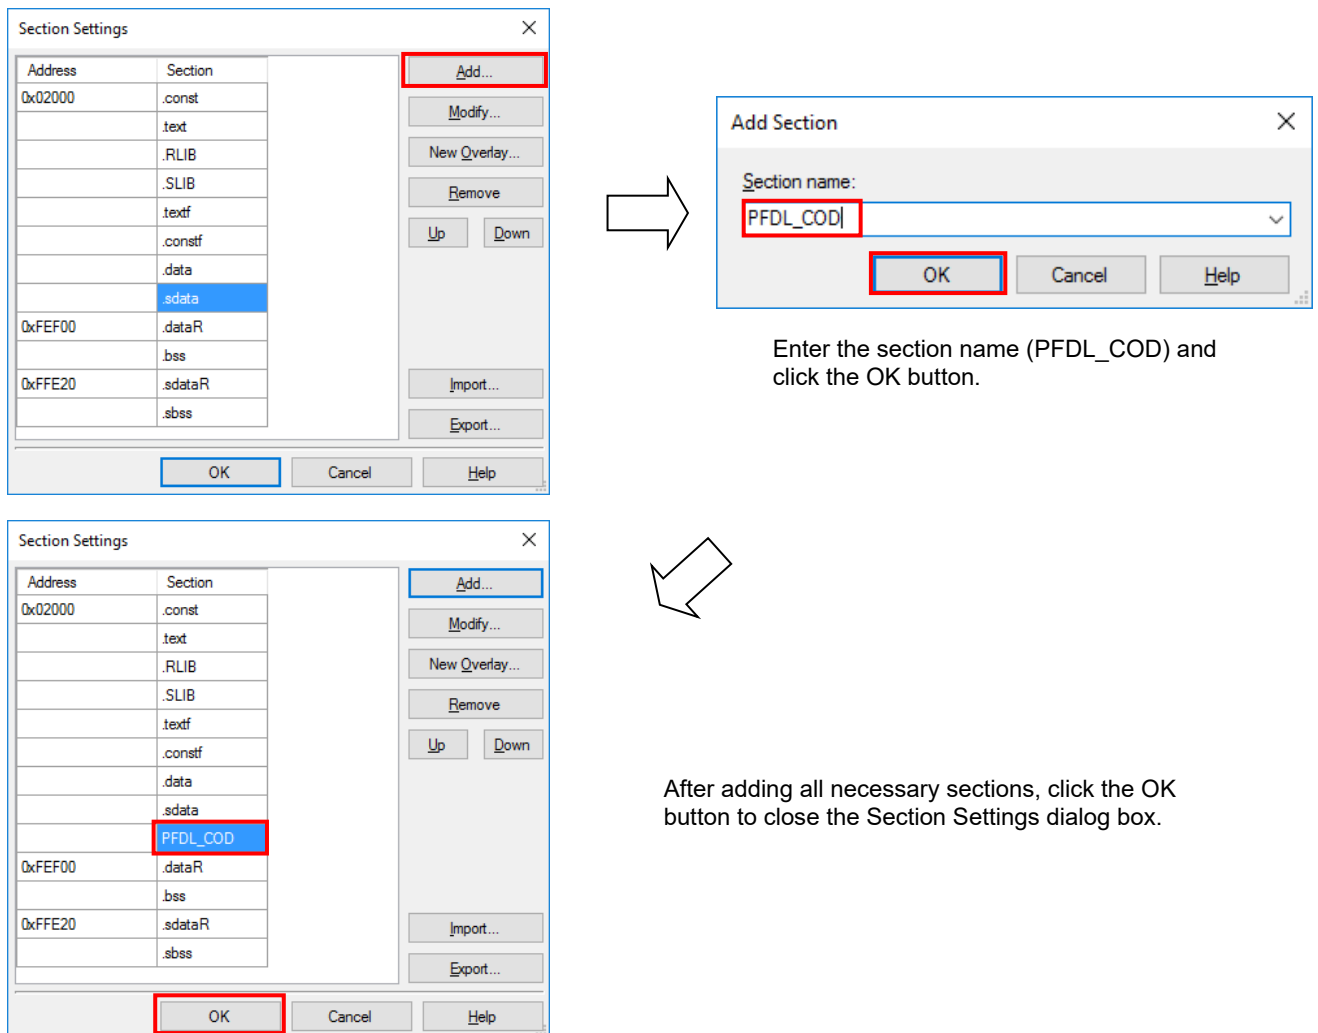 Section Settings
Address Section
0x02000 .const
.text
.RLIB
.SLIB
.textf
.constf
.data
.sdata
0xFEF00 .dataR
.bss
0xFFE20 .sdataR
.sbss
Add...
Modify...
New Overlay...
Remove
Up Down
Import...
Export...
OK Cancel Help
Add Section
Section name:
PFDL_COD
OK Cancel Help
Enter the section name (PFDL_COD) and
click the OK button.
Section Settings
Address Section
0x02000 .const
.text
.RLIB
.SLIB
.textf
.constf
.data
.sdata
PFDL_COD
0xFEF00 .dataR
.bss
0xFFE20 .sdataR
.sbss
Add...
Modify...
New Overlay...
Remove
Up Down
Import...
Export...
OK Cancel Help
After adding all necessary sections, click the OK
button to close the Section Settings dialog box.